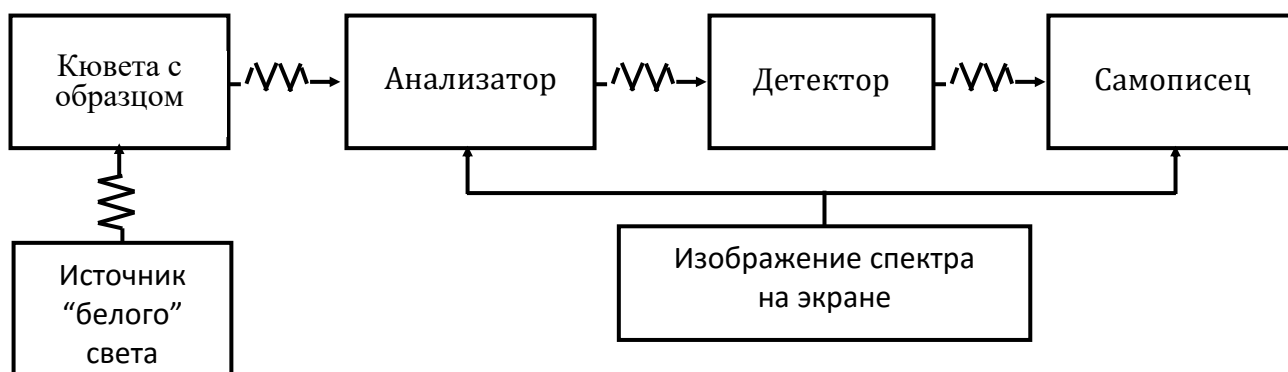 Кювета с
образцом
Анализатор
Детектор
Самописец
Источник
“белого”
света
Изображение спектра
на экране